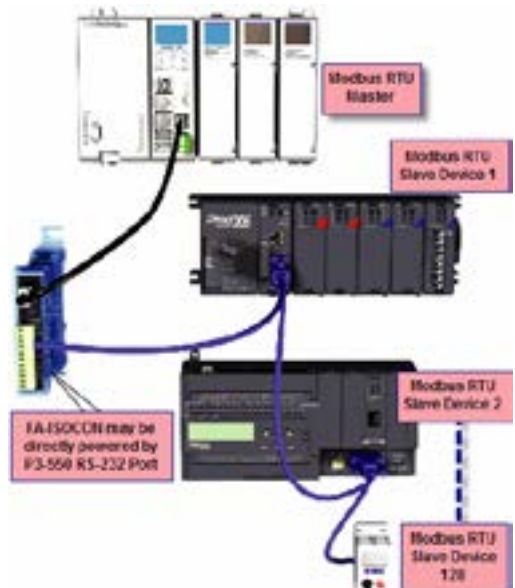 Modbus RTU
Master
Modbus RTU
Slave Device 1
FA-ISOCON may be
directly powered by
P3-550 RS-232 Port
Modbus RTU
Slave Device 2
Modbus RTU
Slave Device
128